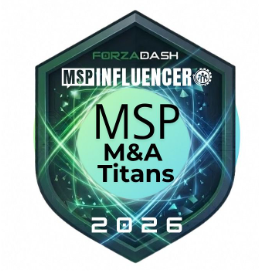 FORZADASH
MSPINFLUENCER
MSP
M&A
Titans
2026